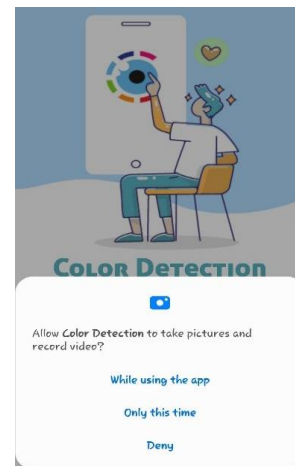 COLOR DETECTION
Allow Color Detection to take pictures and
record video?
While using the app
Only this time
Deny